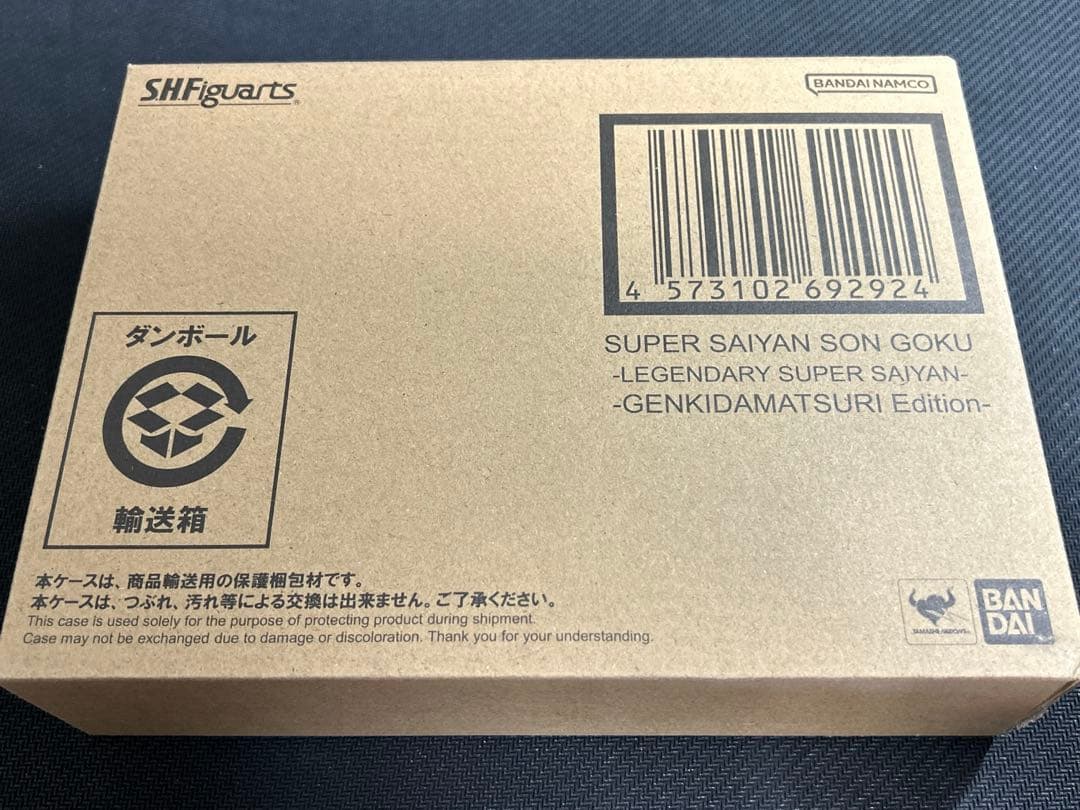 S.H.Figuarts
BANDAI NAMCO
4 573102 692924
SUPER SAIYAN SON GOKU
-LEGENDARY SUPER SAIYAN-
-GENKIDAMATSURI Edition-
ダンボール
輸送箱
本ケースは、商品輸送用の保護梱包材です。
本ケースは、つぶれ、汚れ等による交換は出来ません。ご了承ください。
This case is used solely for the purpose of protecting product during shipment.
Case may not be exchanged due to damage or discoloration. Thank you for your understanding.
TAMASHII NATIONS
BAN
DAI